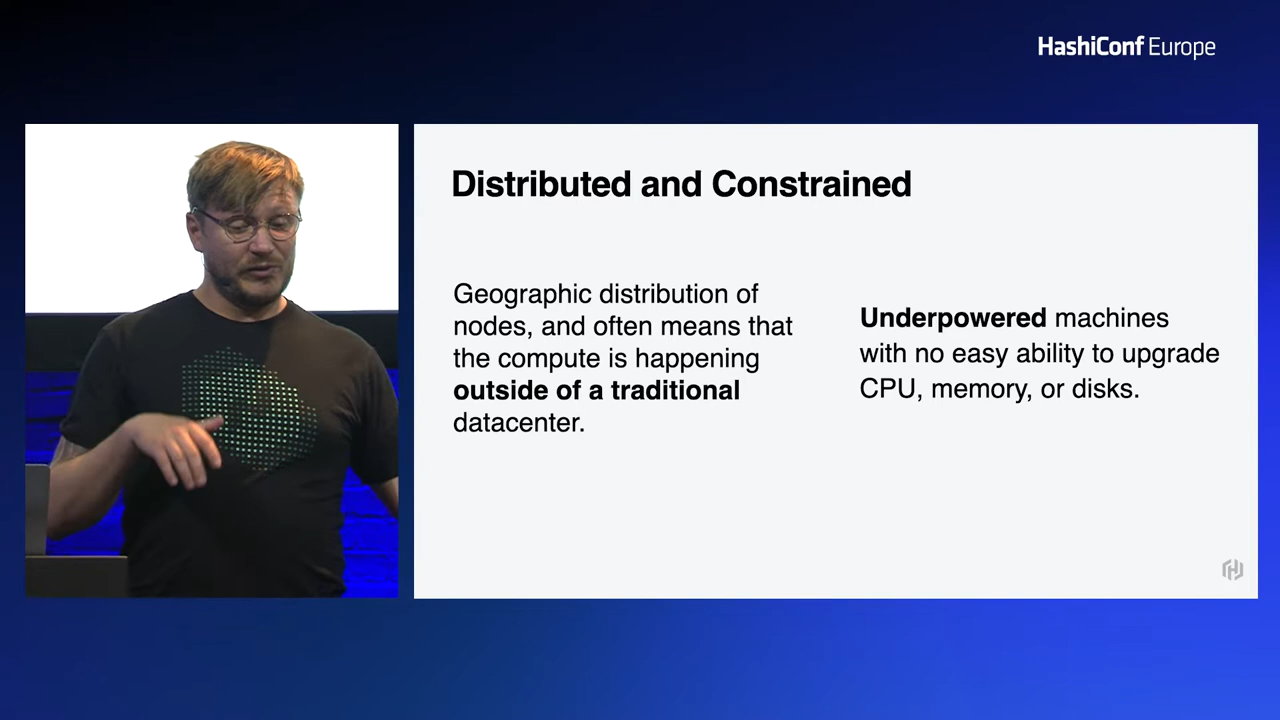 HashiConf Europe
Distributed and Constrained
Geographic distribution of
nodes, and often means that
the compute is happening
outside of a traditional
datacenter.
Underpowered machines
with no easy ability to upgrade
CPU, memory, or disks.